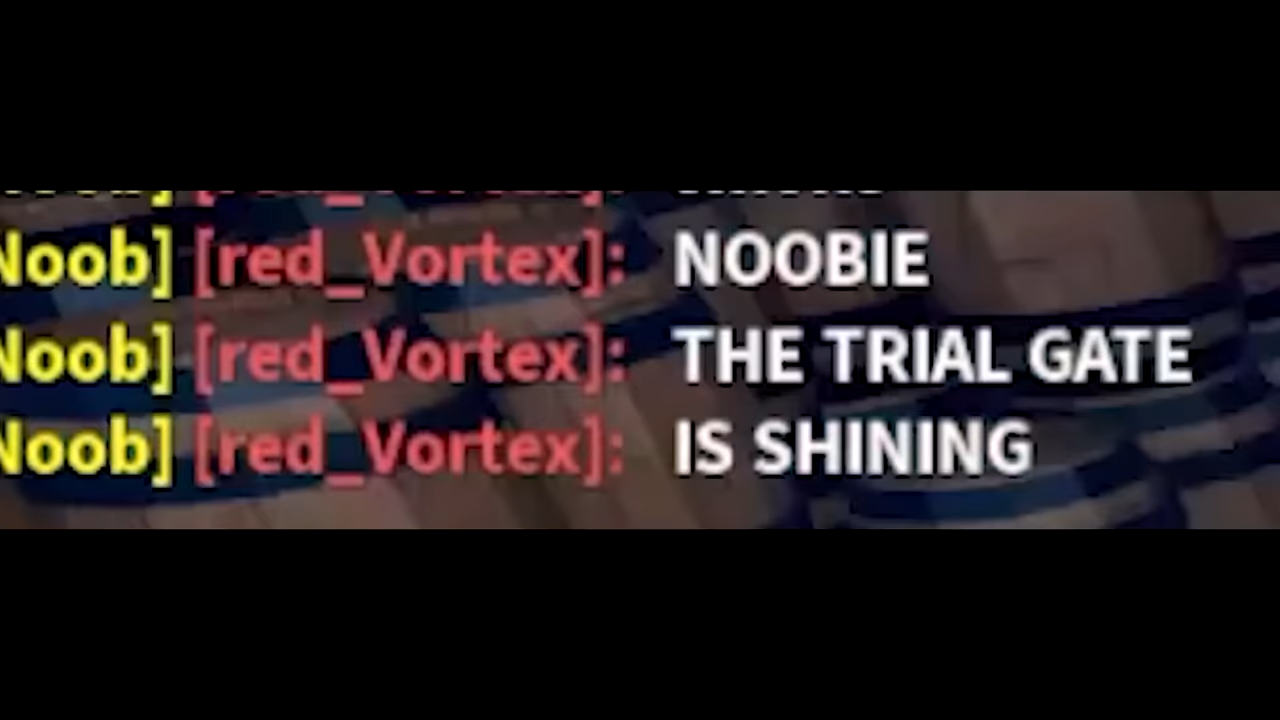 Noob] [red_Vortex]: NOOBIE
Noob] [red_Vortex]: THE TRIAL GATE
Noob] [red_Vortex]: IS SHINING